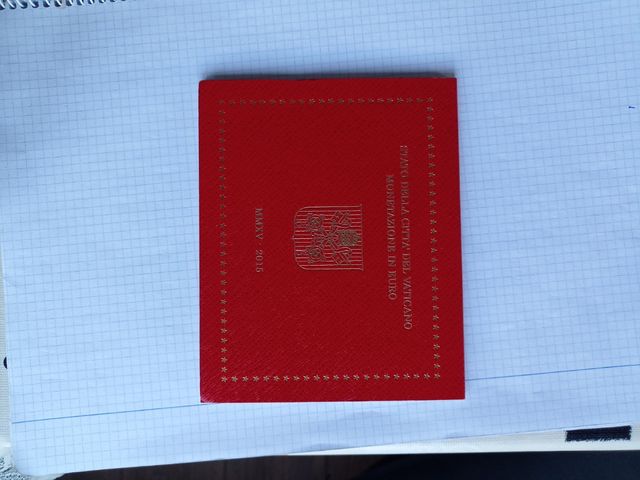 STATO DELLA CITTA' DEL VATICANO
MONETAZIONE IN EURO
MMXV - 2015